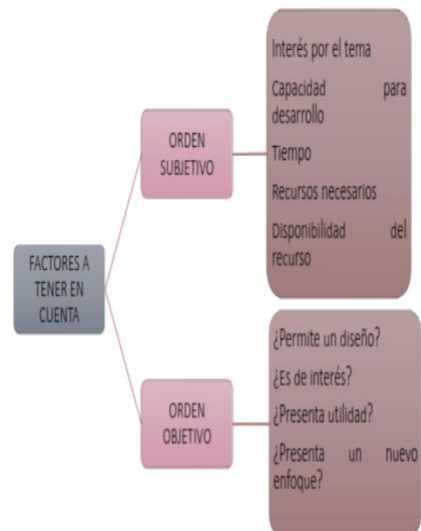 FACTORES A
TENER EN
CUENTA
ORDEN
SUBJETIVO
Interés por el tema
Capacidad para
desarrollo
Tiempo
Recursos necesarios
Disponibilidad del
recurso
ORDEN
OBJETIVO
¿Permite un diseño?
¿Es de interés?
¿Presenta utilidad?
¿Presenta un nuevo
enfoque?